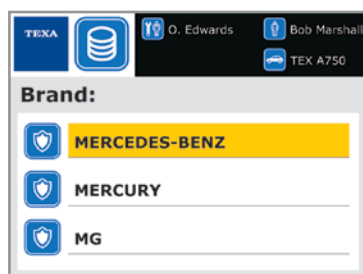 TEXA
O. Edwards
Bob Marshall
TEX A750
Brand:
MERCEDES-BENZ
MERCURY
MG